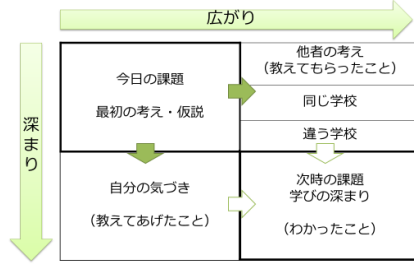 広がり
深まり
今日の課題
最初の考え・仮説
他者の考え
（教えてもらったこと）
同じ学校
違う学校
自分の気づき
（教えてあげたこと）
次時の課題
学びの深まり
（わかったこと）